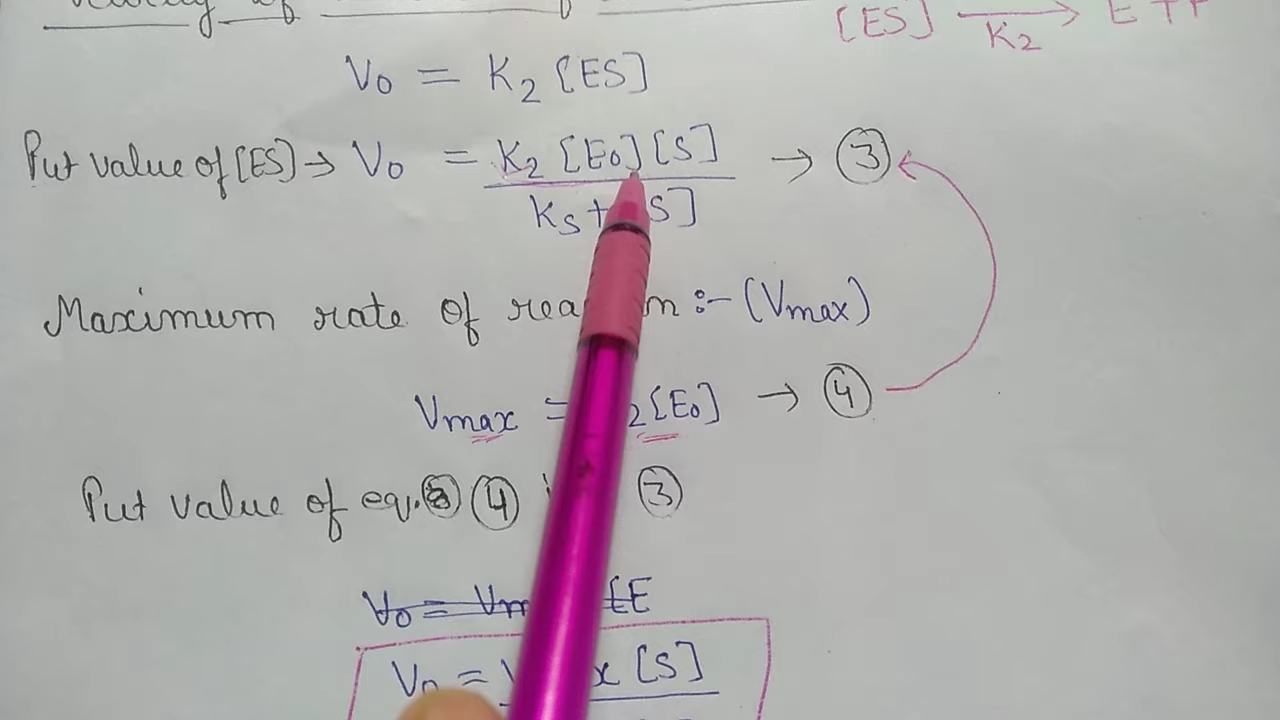 of
[ES] → K2
V0 = K2 [ES]
Put value of [ES] → V0 = K2 [E0] [S] → 3
Ks + S]
Maximum rate of rea n :- (Vmax)
Vmax = 2 [E0] → 4
Put value of eq. 4 3
V0 = Vm [E
V0 = V x [S]